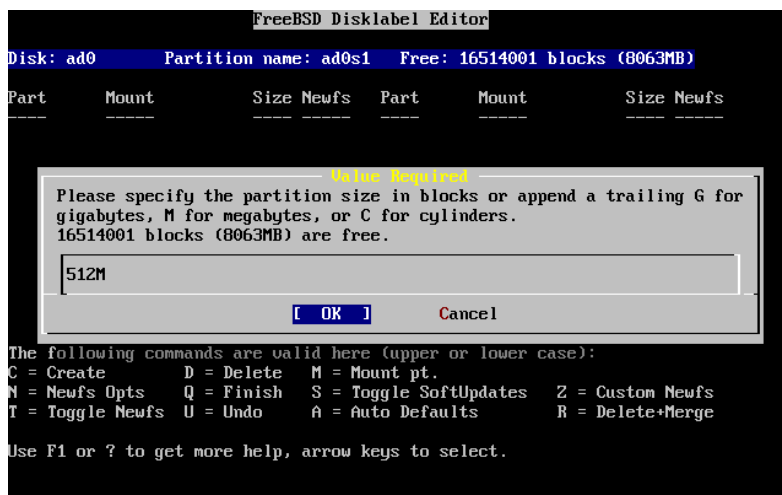 FreeBSD Disklabel Editor
Disk: ad0 Partition name: ad0s1 Free: 16514001 blocks (8063MB)
Part Mount Size Newfs Part Mount Size Newfs
---- ----- ---- ----- ---- ----- ---- -----
Value Required
Please specify the partition size in blocks or append a trailing G for
gigabytes, M for megabytes, or C for cylinders.
16514001 blocks (8063MB) are free.
512M
[ OK ] Cancel
The following commands are valid here (upper or lower case):
C = Create D = Delete M = Mount pt.
N = Newfs Opts Q = Finish S = Toggle SoftUpdates Z = Custom Newfs
T = Toggle Newfs U = Undo A = Auto Defaults R = Delete+Merge
Use F1 or ? to get more help, arrow keys to select.